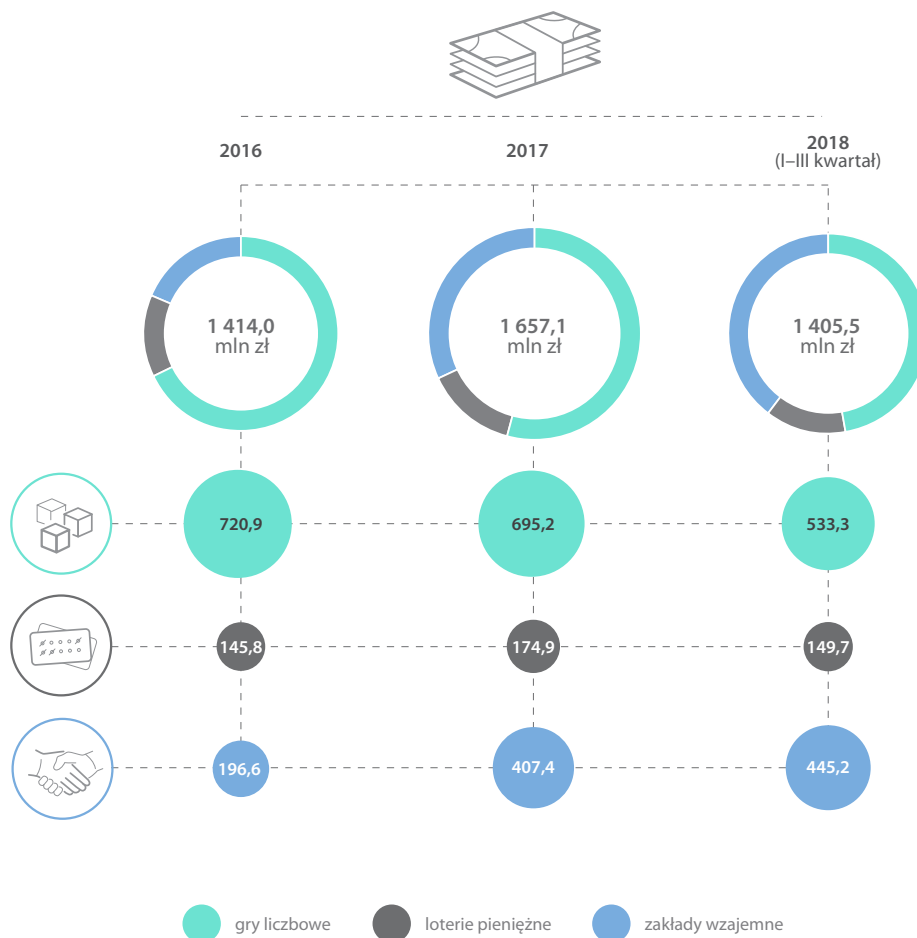 2016
2017
2018
(I–III kwartał)
1 414,0
mln zł
1 657,1
mln zł
1 405,5
mln zł
720,9
695,2
533,3
145,8
174,9
149,7
196,6
407,4
445,2
gry liczbowe
loterie pieniężne
zakłady wzajemne